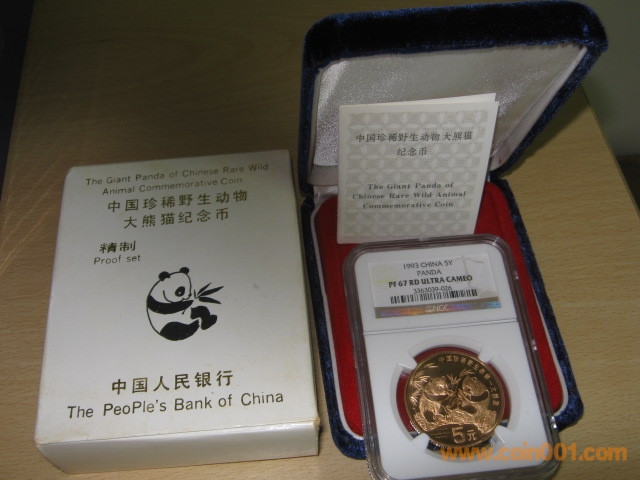 The Giant Panda of Chinese Rare Wild
Animal Commemorative Coin
中国珍稀野生动物
大熊猫纪念币
精制
Proof set
中国人民银行
The PeoPle's Bank of China
中国珍稀野生动物大熊猫
纪念币
The Giant Panda of
Chinese Rare Wild Animal
Commemorative Coin
1993 CHINA 5Y
PANDA
PF 67 RD ULTRA CAMEO
3363039-026
NGC
5元
www.coin001.com